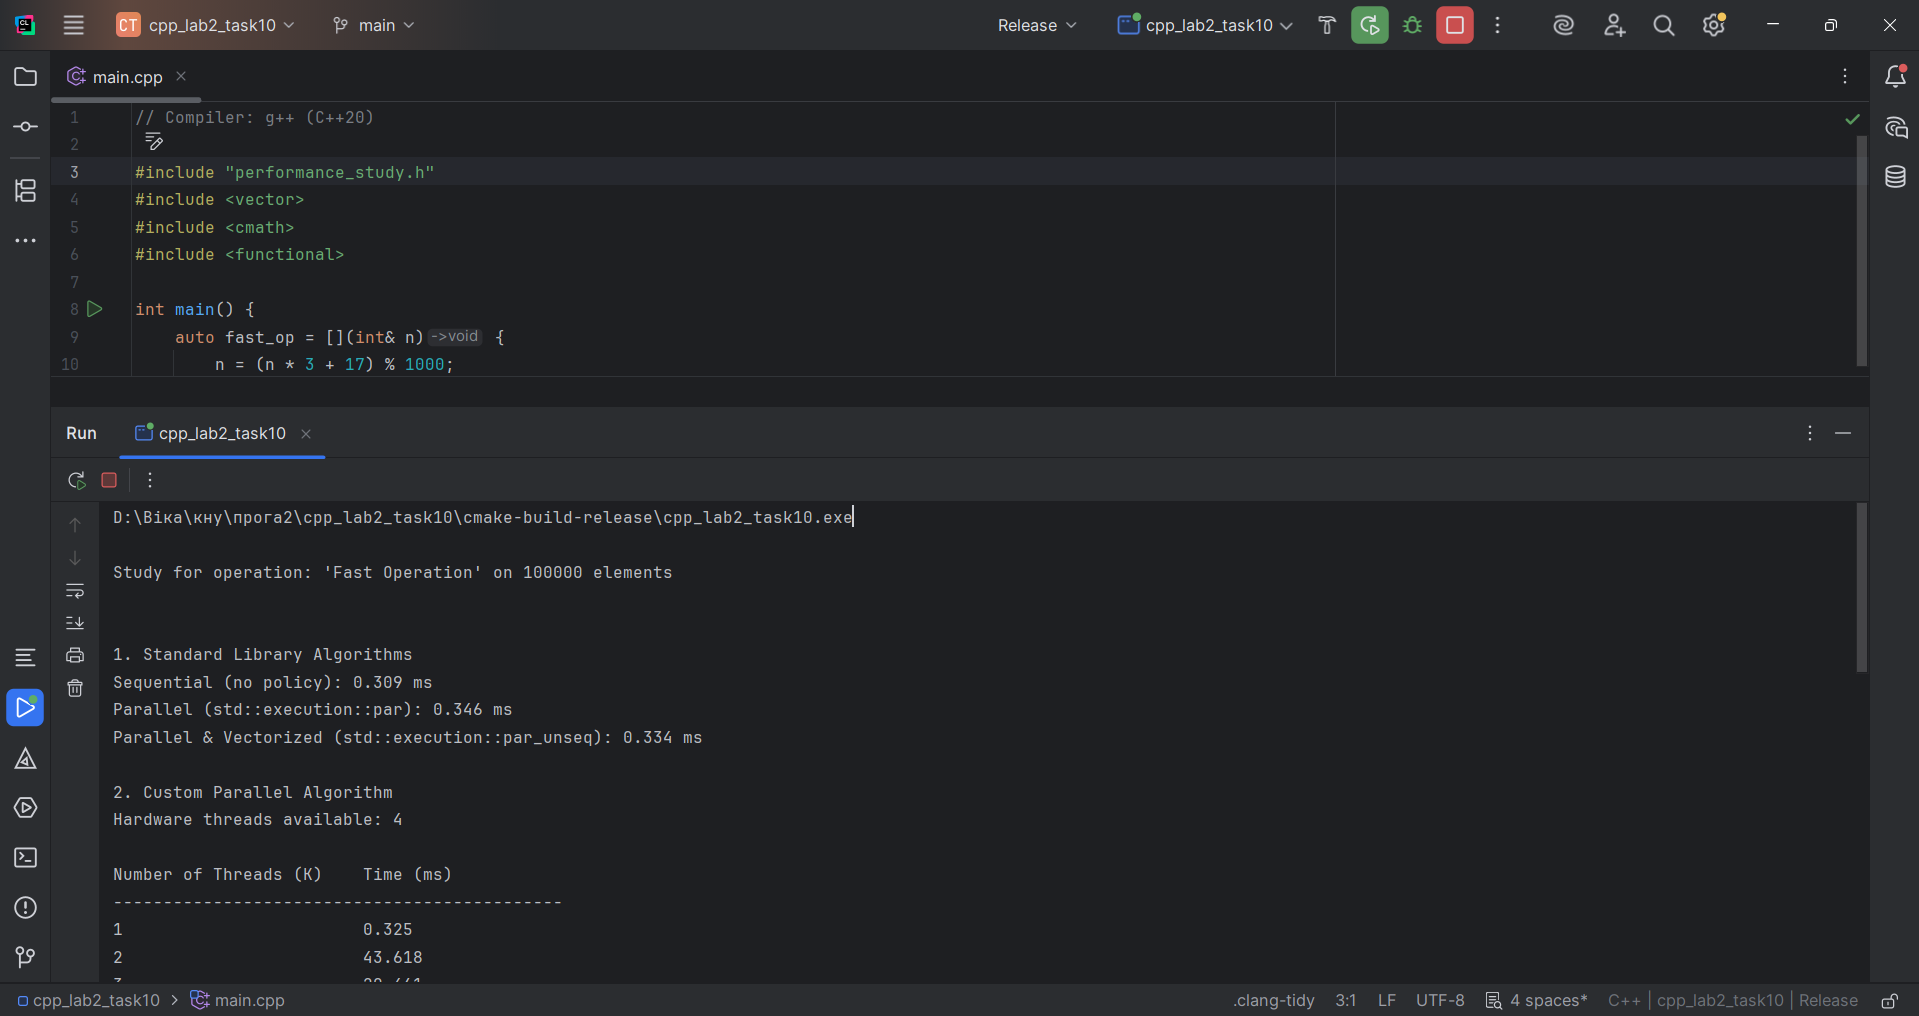 CT cpp_lab2_task10 main Release cpp_lab2_task10
main.cpp
1 // Compiler: g++ (C++20)
2
3 #include "performance_study.h"
4 #include <vector>
5 #include <cmath>
6 #include <functional>
7
8 int main() {
9 auto fast_op = [](int& n) ->void {
10 n = (n * 3 + 17) % 1000;
Run cpp_lab2_task10
D:\Віка\кну\прога2\cpp_lab2_task10\cmake-build-release\cpp_lab2_task10.exe
Study for operation: 'Fast Operation' on 100000 elements
1. Standard Library Algorithms
Sequential (no policy): 0.309 ms
Parallel (std::execution::par): 0.346 ms
Parallel & Vectorized (std::execution::par_unseq): 0.334 ms
2. Custom Parallel Algorithm
Hardware threads available: 4
Number of Threads (K) Time (ms)
---------------------------------------------
1 0.325
2 43.618
cpp_lab2_task10 > main.cpp .clang-tidy 3:1 LF UTF-8 4 spaces* C++ | cpp_lab2_task10 | Release